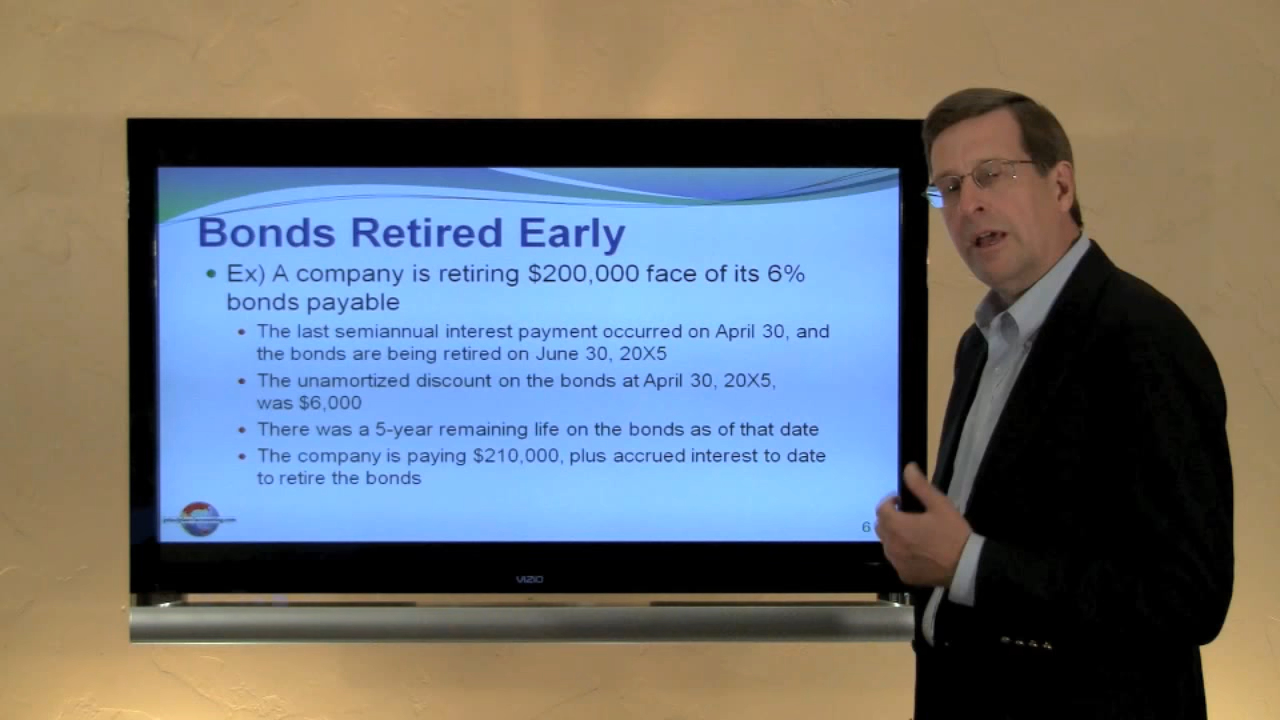 Bonds Retired Early
• Ex) A company is retiring $200,000 face of its 6%
bonds payable
• The last semiannual interest payment occurred on April 30, and
the bonds are being retired on June 30, 20X5
• The unamortized discount on the bonds at April 30, 20X5,
was $6,000
• There was a 5-year remaining life on the bonds as of that date
• The company is paying $210,000, plus accrued interest to date
to retire the bonds
6
VIZIO